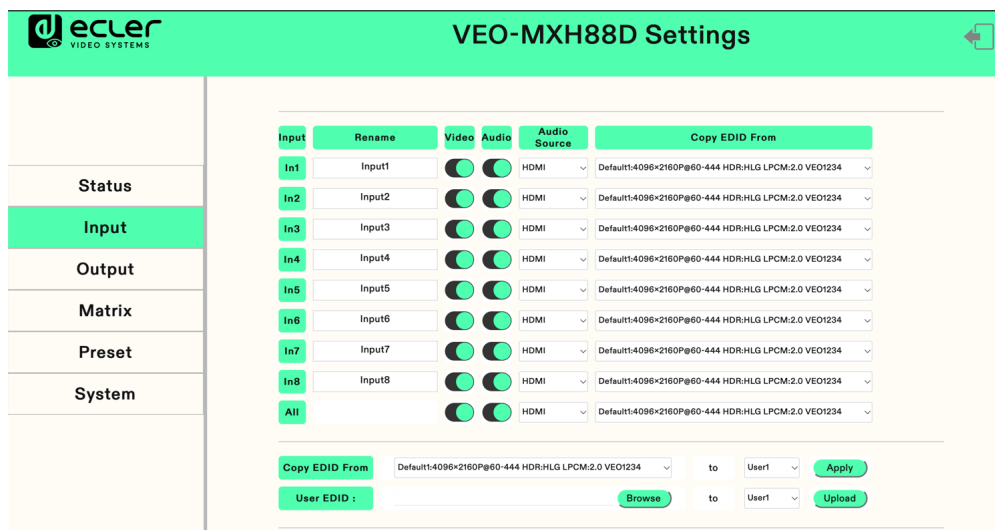 ecler
VIDEO SYSTEMS
VEO-MXH88D Settings
Status
Input
Output
Matrix
Preset
System
Input Rename Video Audio Audio Source Copy EDID From
In1 Input1 HDMI Default1:4096×2160P@60-444 HDR:HLG LPCM:2.0 VEO1234
In2 Input2 HDMI Default1:4096×2160P@60-444 HDR:HLG LPCM:2.0 VEO1234
In3 Input3 HDMI Default1:4096×2160P@60-444 HDR:HLG LPCM:2.0 VEO1234
In4 Input4 HDMI Default1:4096×2160P@60-444 HDR:HLG LPCM:2.0 VEO1234
In5 Input5 HDMI Default1:4096×2160P@60-444 HDR:HLG LPCM:2.0 VEO1234
In6 Input6 HDMI Default1:4096×2160P@60-444 HDR:HLG LPCM:2.0 VEO1234
In7 Input7 HDMI Default1:4096×2160P@60-444 HDR:HLG LPCM:2.0 VEO1234
In8 Input8 HDMI Default1:4096×2160P@60-444 HDR:HLG LPCM:2.0 VEO1234
All HDMI Default1:4096×2160P@60-444 HDR:HLG LPCM:2.0 VEO1234
Copy EDID From Default1:4096×2160P@60-444 HDR:HLG LPCM:2.0 VEO1234 to User1 Apply
User EDID : Browse to User1 Upload